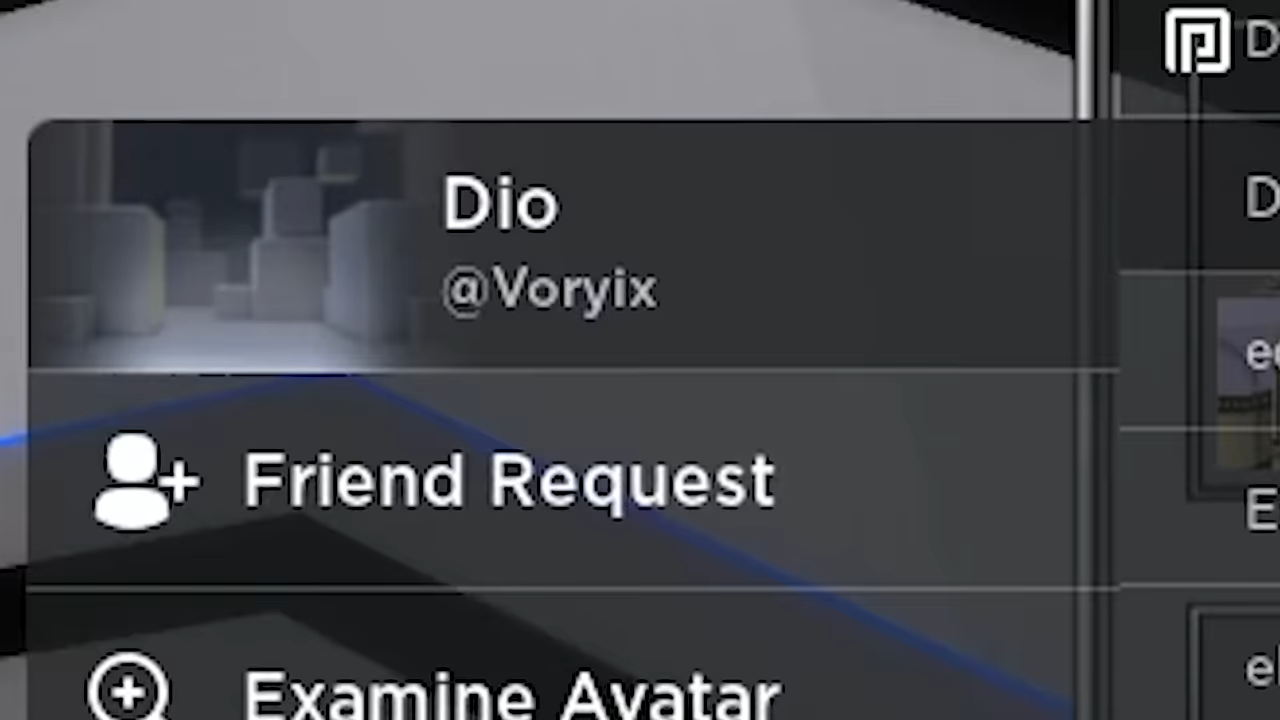 Dio
@Voryix
Friend Request
Examine Avatar
D
D
E